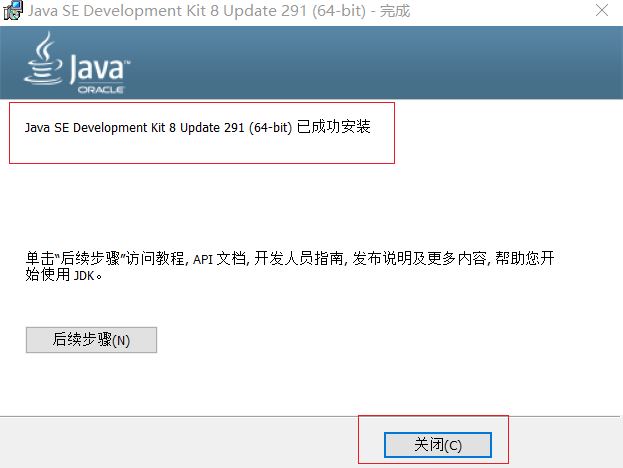 Java SE Development Kit 8 Update 291 (64-bit) - 完成
Java™
ORACLE
Java SE Development Kit 8 Update 291 (64-bit) 已成功安装
单击“后续步骤”访问教程, API 文档, 开发人员指南, 发布说明及更多内容, 帮助您开
始使用 JDK。
后续步骤(N)
关闭(C)